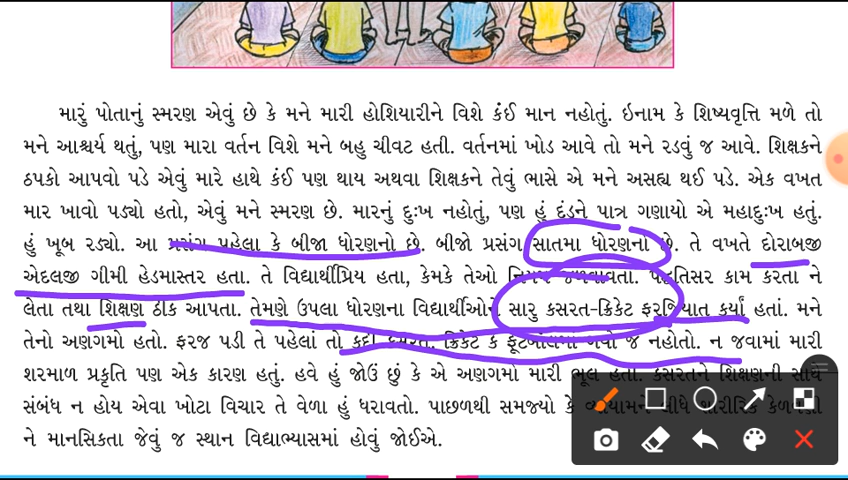 મારું પોતાનું સ્મરણ એવું છે કે મને મારી હોશિયારીને વિશે કંઈ માન નહોતું. ઇનામ કે શિષ્યવૃત્તિ મળે તો
મને આશ્ચર્ય થતું, પણ મારા વર્તન વિશે મને બહુ ચીવટ હતી. વર્તનમાં ખોડ આવે તો મને રડવું જ આવે. શિક્ષકને
ઠપકો આપવો પડે એવું મારે હાથે કંઈ પણ થાય અથવા શિક્ષકને તેવું ભાસે એ મને અસહ્ય થઈ પડે. એક વખત
માર ખાવો પડ્યો હતો, એવું મને સ્મરણ છે. મારનું દુઃખ નહોતું, પણ હું દંડને પાત્ર ગણાયો એ મહાદુઃખ હતું.
હું ખૂબ રડ્યો. આ પ્રસંગ પહેલા કે બીજા ધોરણનો છે. બીજો પ્રસંગ સાતમા ધોરણનો છે. તે વખતે દોરાબજી
એદલજી ગીમી હેડમાસ્તર હતા. તે વિદ્યાર્થીપ્રિય હતા, કેમકે તેઓ નિયમ જળવાવતા. પદ્ધતિસર કામ કરતા ને
લેતા તથા શિક્ષણ ઠીક આપતા. તેમણે ઉપલા ધોરણના વિદ્યાર્થીઓને સારુ કસરત-ક્રિકેટ ફરજિયાત કર્યાં હતાં. મને
તેનો અણગમો હતો. ફરજ પડી તે પહેલાં તો કદી કસરત, ક્રિકેટ કે ફૂટબૉલમાં ગયો જ નહોતો. ન જવામાં મારી
શરમાળ પ્રકૃતિ પણ એક કારણ હતું. હવે હું જોઉં છું કે એ અણગમો મારી ભૂલ હતી. કસરતને શિક્ષણની સાથે
સંબંધ ન હોય એવા ખોટા વિચાર તે વેળા હું ધરાવતો. પાછળથી સમજ્યો કે
ને માનસિકતા જેવું જ સ્થાન વિદ્યાભ્યાસમાં હોવું જોઈએ.